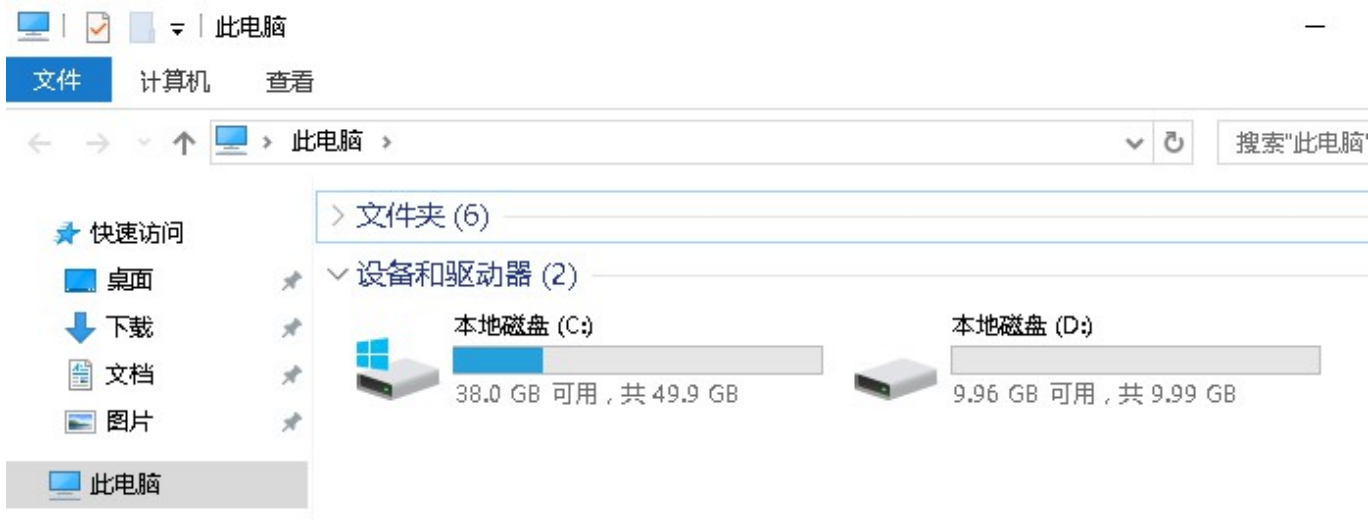 此电脑
文件 计算机 查看
此电脑
搜索"此电脑"
快速访问
桌面
下载
文档
图片
此电脑
文件夹 (6)
设备和驱动器 (2)
本地磁盘 (C:)
38.0 GB 可用，共 49.9 GB
本地磁盘 (D:)
9.96 GB 可用，共 9.99 GB